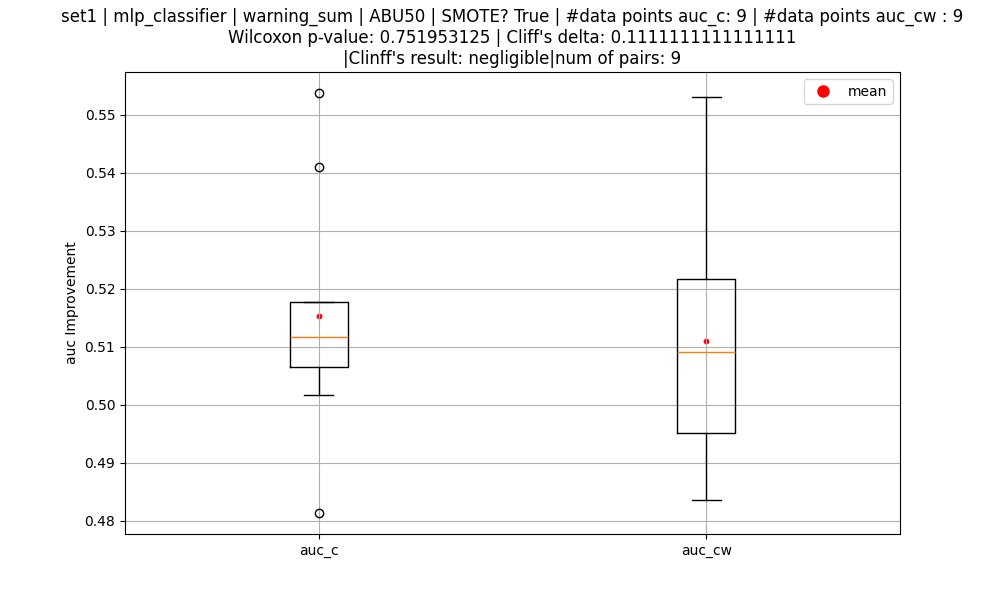 set1 | mlp_classifier | warning_sum | ABU50 | SMOTE? True | #data points auc_c: 9 | #data points auc_cw : 9
Wilcoxon p-value: 0.751953125 | Cliff's delta: 0.1111111111111111
|Clinff's result: negligible|num of pairs: 9
mean
0.55
0.54
0.53
0.52
0.51
0.50
0.49
0.48
auc Improvement
auc_c
auc_cw